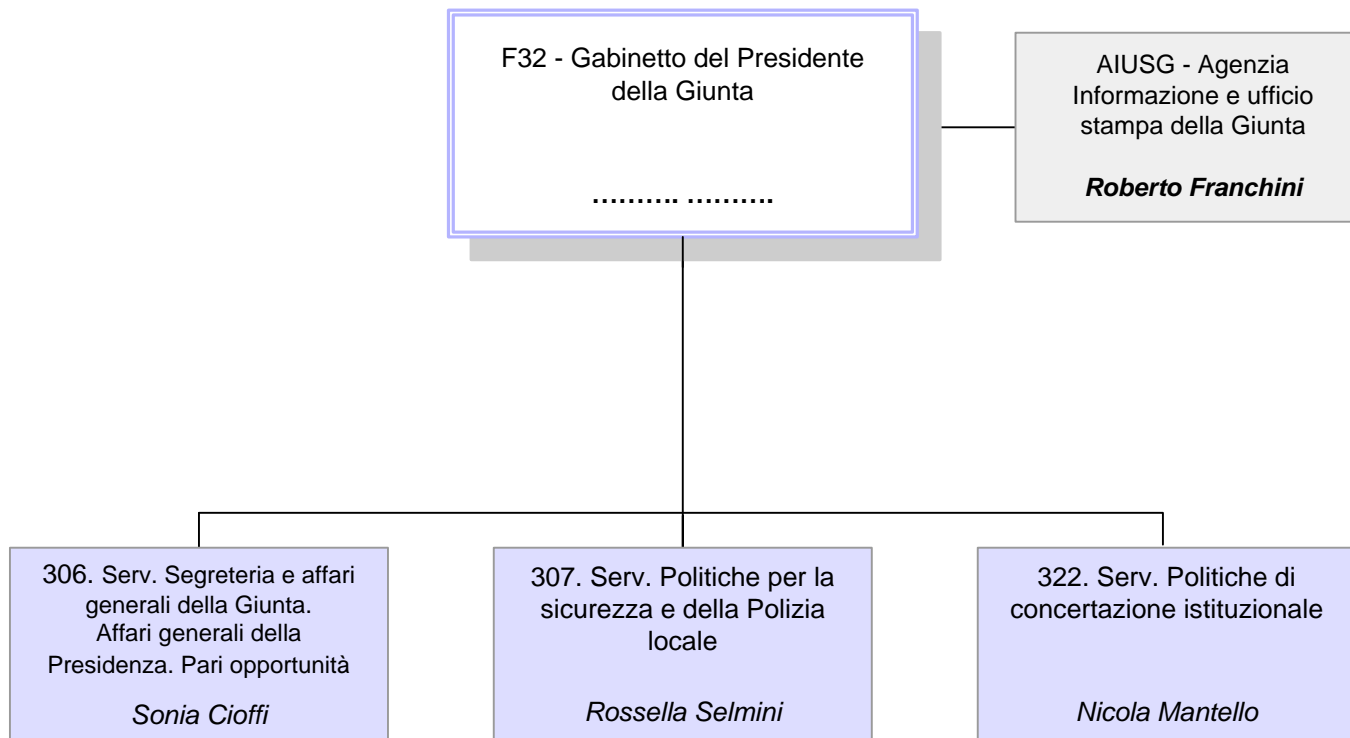 F32 - Gabinetto del Presidente
della Giunta
.......... ..........
AIUSG - Agenzia
Informazione e ufficio
stampa della Giunta
Roberto Franchini
306. Serv. Segreteria e affari
generali della Giunta.
Affari generali della
Presidenza. Pari opportunità
Sonia Cioffi
307. Serv. Politiche per la
sicurezza e della Polizia
locale
Rossella Selmini
322. Serv. Politiche di
concertazione istituzionale
Nicola Mantello